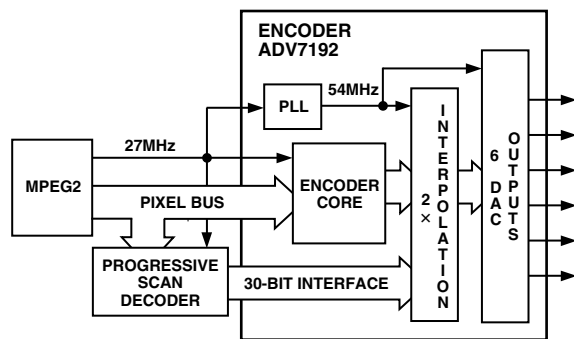 ENCODER
ADV7192
54MHz
PLL
27MHz
MPEG2
PIXEL BUS
ENCODER
CORE
INTERPOLATION
2×
6 DAC
OUTPUTS
PROGRESSIVE
SCAN
DECODER
30-BIT INTERFACE